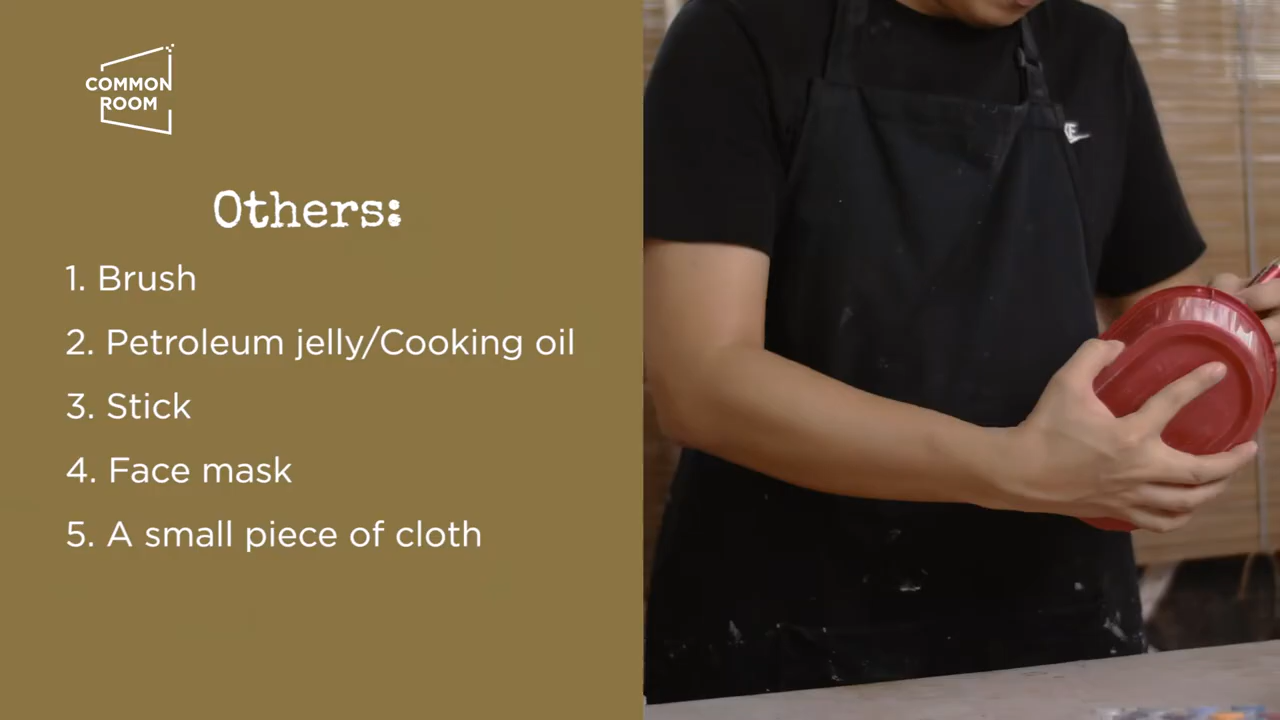 COMMON
ROOM
Others:
1. Brush
2. Petroleum jelly/Cooking oil
3. Stick
4. Face mask
5. A small piece of cloth